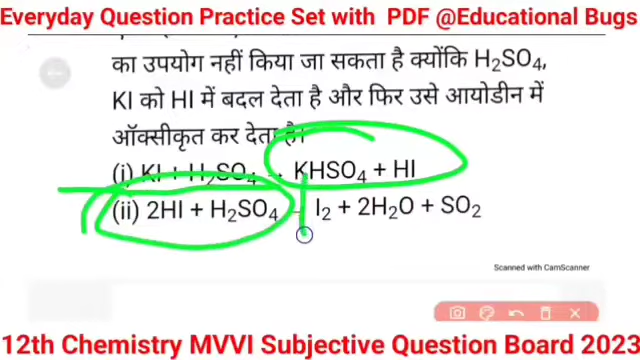 Everyday Question Practice Set with PDF @Educational Bugs
का उपयोग नहीं किया जा सकता है क्योंकि H₂SO₄,
KI को HI में बदल देता है और फिर उसे आयोडीन में
ऑक्सीकृत कर देता है।
(i) KI + H₂SO₄ → KHSO₄ + HI
(ii) 2HI + H₂SO₄ → I₂ + 2H₂O + SO₂
Scanned with CamScanner
12th Chemistry MVVI Subjective Question Board 2023